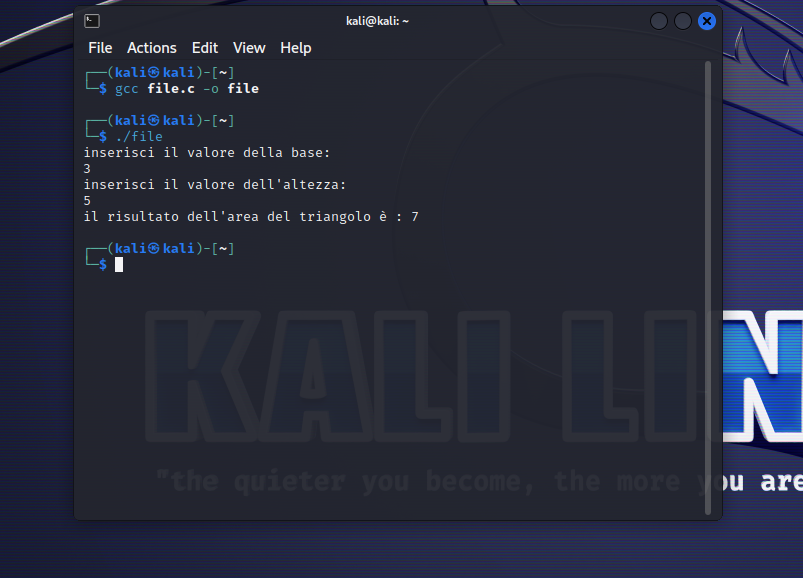 kali@kali: ~
File Actions Edit View Help
┌──(kali㉿kali)-[~]
└─$ gcc file.c -o file
┌──(kali㉿kali)-[~]
└─$ ./file
inserisci il valore della base:
3
inserisci il valore dell'altezza:
5
il risultato dell'area del triangolo è : 7
┌──(kali㉿kali)-[~]
└─$
KALI LIN
"the quieter you become, the more you are